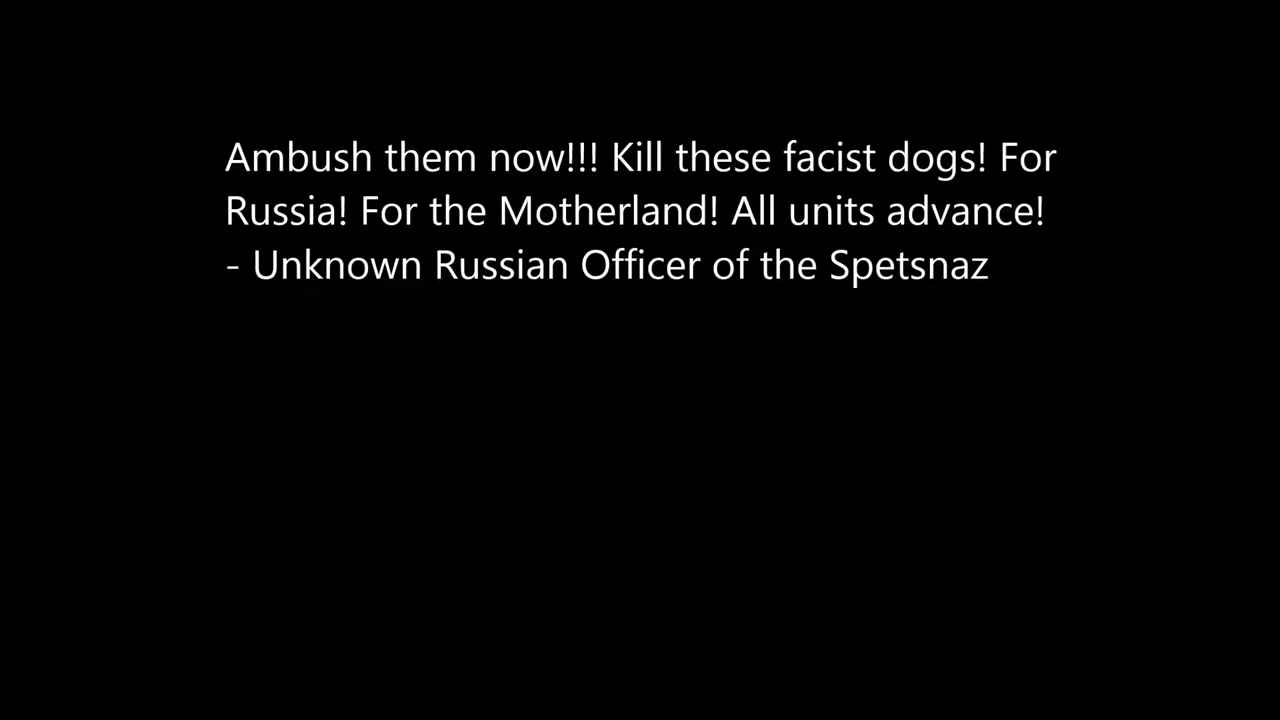 Ambush them now!!! Kill these facist dogs! For
Russia! For the Motherland! All units advance!
- Unknown Russian Officer of the Spetsnaz